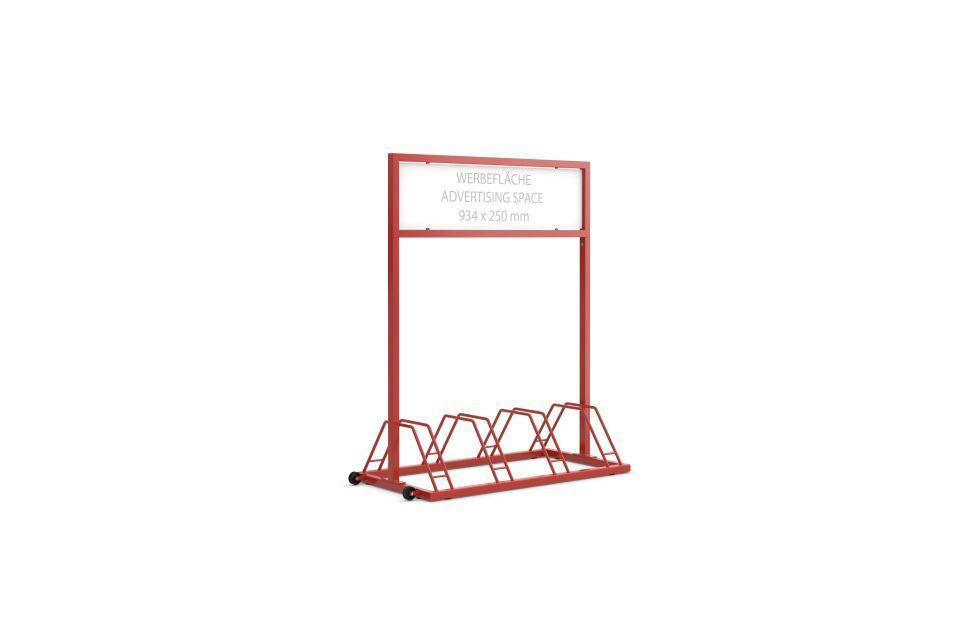 WERBEFLÄCHE
ADVERTISING SPACE
934 x 250 mm